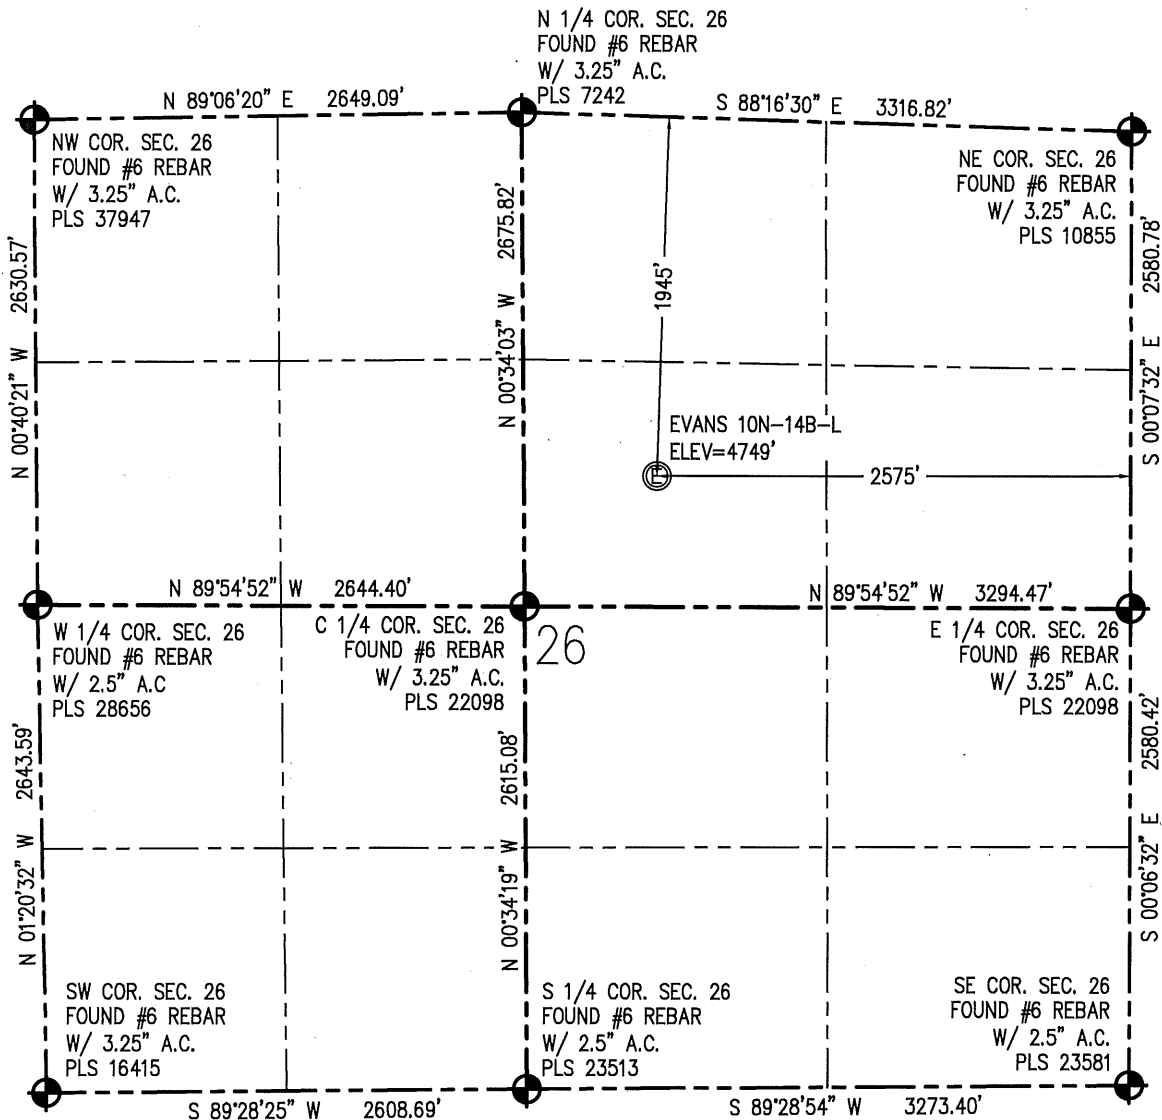 N 1/4 COR. SEC. 26
FOUND #6 REBAR
W/ 3.25" A.C.
PLS 7242
N 89°06'20" E 2649.09'
S 88°16'30" E 3316.82'
NW COR. SEC. 26
FOUND #6 REBAR
W/ 3.25" A.C.
PLS 37947
NE COR. SEC. 26
FOUND #6 REBAR
W/ 3.25" A.C.
PLS 10855
N 00°40'21" W 2630.57'
N 00°34'03" W 2675.82'
1945'
S 00°07'32" E 2580.78'
EVANS 10N-14B-L
ELEV=4749'
E
2575'
N 89°54'52" W 2644.40'
N 89°54'52" W 3294.47'
W 1/4 COR. SEC. 26
FOUND #6 REBAR
W/ 2.5" A.C
PLS 28656
C 1/4 COR. SEC. 26
FOUND #6 REBAR
W/ 3.25" A.C.
PLS 22098
26
E 1/4 COR. SEC. 26
FOUND #6 REBAR
W/ 3.25" A.C.
PLS 22098
N 01°20'32" W 2643.59'
N 00°34'19" W 2615.08'
S 00°06'32" E 2580.42'
SW COR. SEC. 26
FOUND #6 REBAR
W/ 3.25" A.C.
PLS 16415
S 1/4 COR. SEC. 26
FOUND #6 REBAR
W/ 2.5" A.C.
PLS 23513
SE COR. SEC. 26
FOUND #6 REBAR
W/ 2.5" A.C.
PLS 23581
S 89°28'25" W 2608.69'
S 89°28'54" W 3273.40'